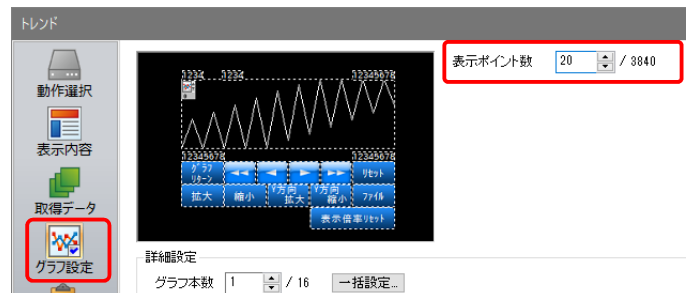 トレンド
動作選択
表示内容
取得データ
グラフ設定
1234 1234 12345678
12345678 12345678
グラフ
リターン
リセット
拡大 縮小 Y方向
拡大 Y方向
縮小 ファイル
表示倍率リセット
表示ポイント数 20 / 3840
詳細設定
グラフ本数 1 / 16 一括設定...